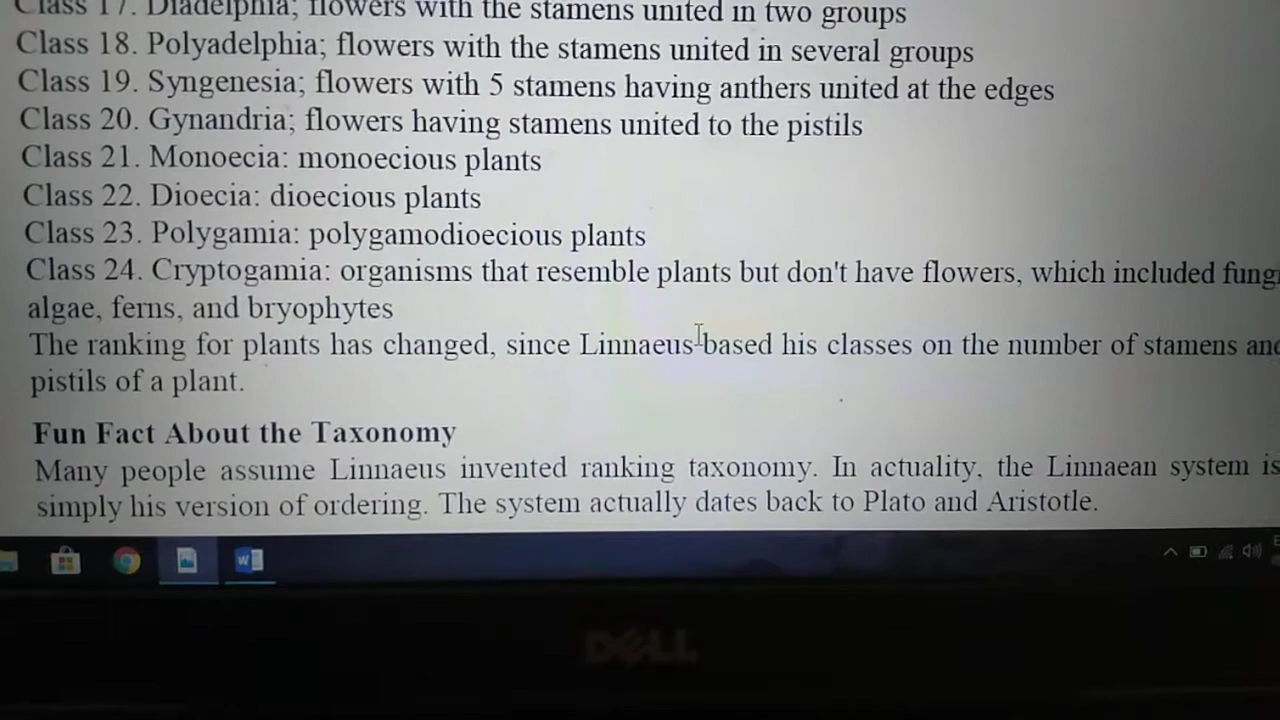 Class 17. Diadelphia; flowers with the stamens united in two groups
Class 18. Polyadelphia; flowers with the stamens united in several groups
Class 19. Syngenesia; flowers with 5 stamens having anthers united at the edges
Class 20. Gynandria; flowers having stamens united to the pistils
Class 21. Monoecia: monoecious plants
Class 22. Dioecia: dioecious plants
Class 23. Polygamia: polygamodioecious plants
Class 24. Cryptogamia: organisms that resemble plants but don't have flowers, which included fungi
algae, ferns, and bryophytes
The ranking for plants has changed, since Linnaeus based his classes on the number of stamens and
pistils of a plant.
Fun Fact About the Taxonomy
Many people assume Linnaeus invented ranking taxonomy. In actuality, the Linnaean system is
simply his version of ordering. The system actually dates back to Plato and Aristotle.
W
DELL